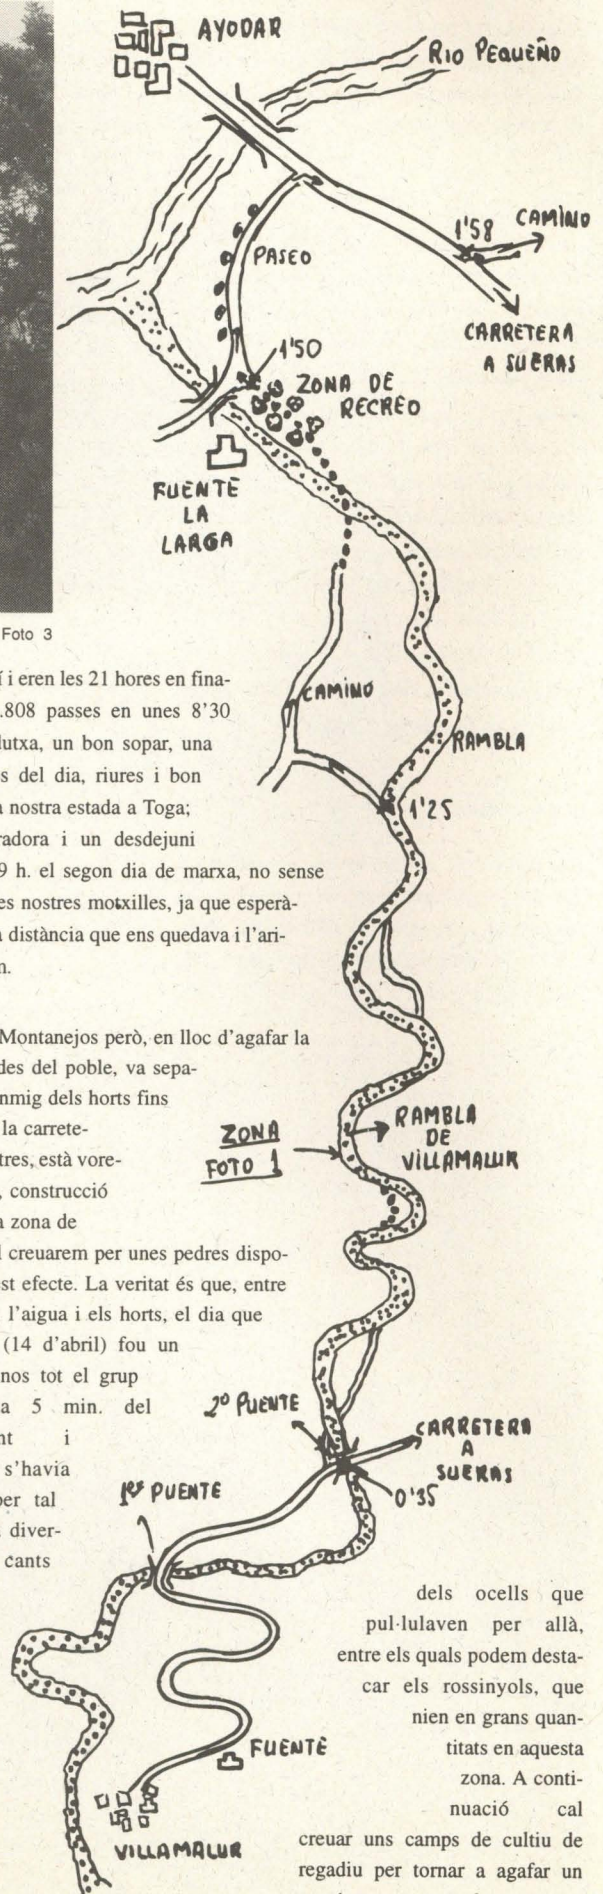 AYODAR
RIO PEQUEÑO
1'58 CAMINO
PASEO
CARRETERA
A SUERAS
1'50
ZONA DE
RECREO
FUENTE
LA
LARGA
Foto 3
í i eren les 21 hores en fina-
.808 passes en unes 8'30
lutxa, un bon sopar, una
s del dia, riures i bon
a nostra estada a Toga;
radora i un desdejuni
9 h. el segon dia de marxa, no sense
es nostres motxilles, ja que esperà-
a distància que ens quedava i l'ari-
n.
CAMINO
RAMBLA
1'25
Montanejos però, en lloc d'agafar la
des del poble, va sepa-
nmig dels horts fins
la carrete-
tres, està vore-
, construcció
a zona de
l creuarem per unes pedres dispo-
est efecte. La veritat és que, entre
l'aigua i els horts, el dia que
(14 d'abril) fou un
nos tot el grup
a 5 min. del
nt i
s'havia
per tal
diver-
cants
ZONA
FOTO 1
RAMBLA
DE
VILLAMALUR
2º PUENTE
CARRETERA
A
SUERAS
0'35
1er PUENTE
FUENTE
VILLAMALUR
dels ocells que
pul·lulaven per allà,
entre els quals podem desta-
car els rossinyols, que
nien en grans quan-
titats en aquesta
zona. A conti-
nuació cal
creuar uns camps de cultiu de
regadiu per tornar a agafar un